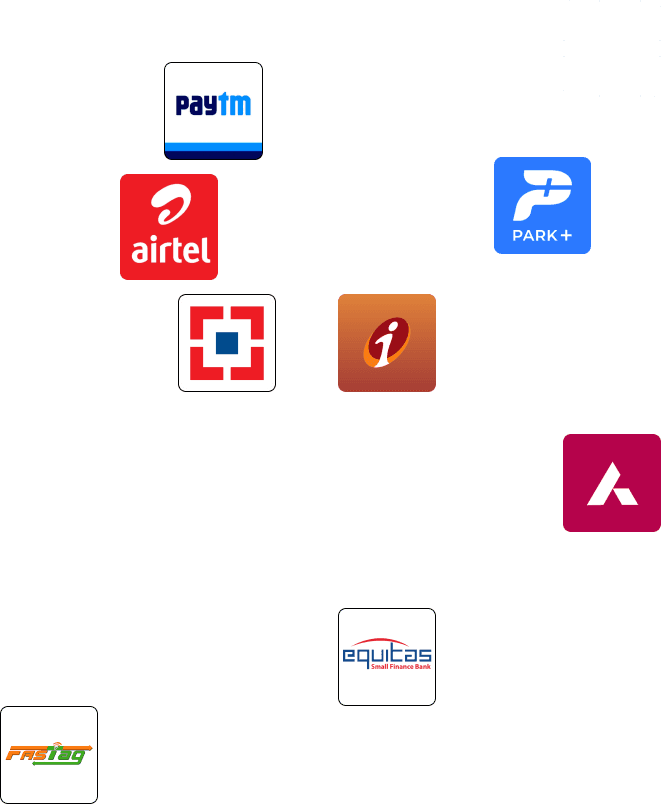 paytm
airtel
PARK+
i
equitas
Small Finance Bank
FASTag